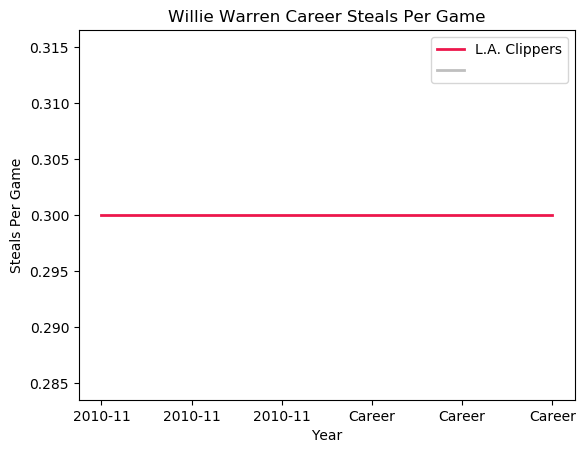 Willie Warren Career Steals Per Game
L.A. Clippers
0.315
0.310
0.305
0.300
0.295
0.290
0.285
Steals Per Game
2010-11 2010-11 2010-11 Career Career Career
Year